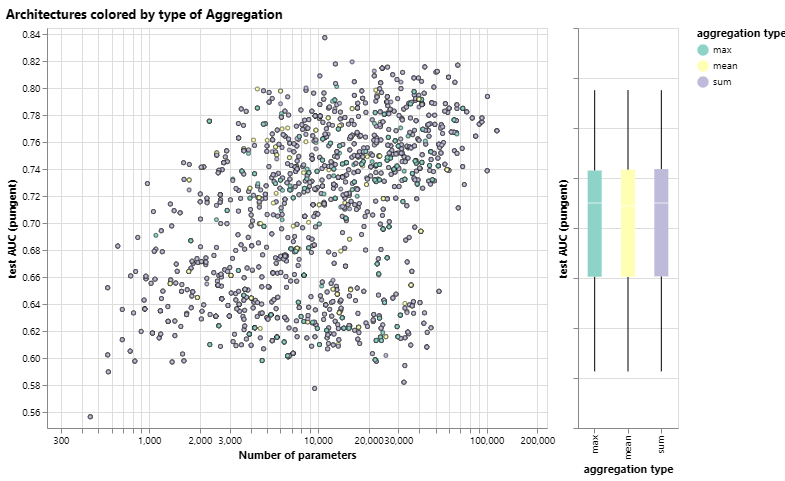 Architectures colored by type of Aggregation
0.84
0.82
0.80
0.78
0.76
0.74
0.72
0.70
0.68
0.66
0.64
0.62
0.60
0.58
0.56
test AUC (pungent)
300 1,000 2,000 3,000 10,000 20,000 30,000 100,000 200,000
Number of parameters
test AUC (pungent)
max mean sum
aggregation type
aggregation type
max
mean
sum